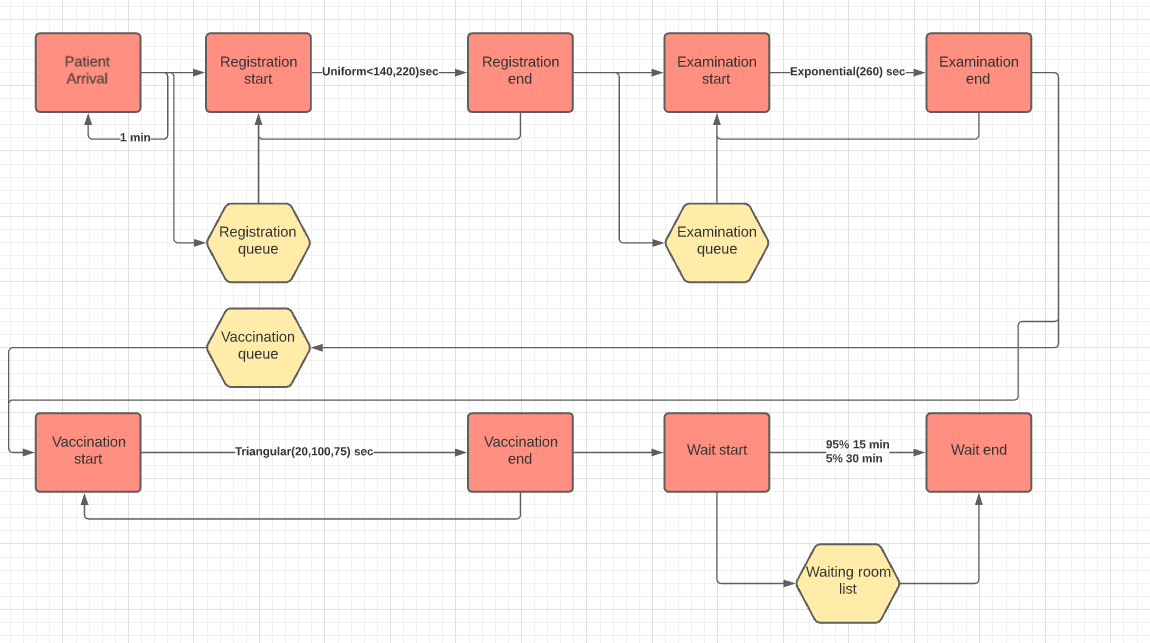 Patient
Arrival
Registration
start
Uniform<140,220)sec
Registration
end
Examination
start
Exponential(260) sec
Examination
end
1 min
Registration
queue
Examination
queue
Vaccination
queue
Vaccination
start
Triangular(20,100,75) sec
Vaccination
end
Wait start
95% 15 min
5% 30 min
Wait end
Waiting room
list